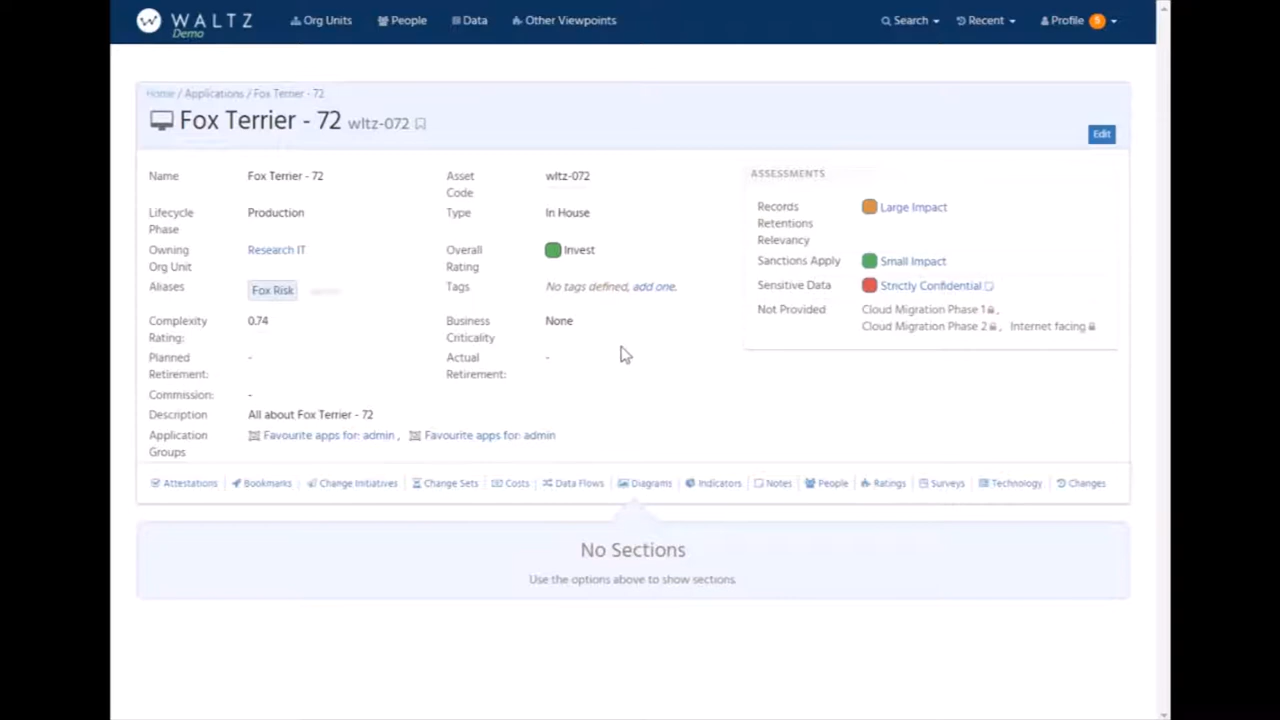 WALTZ Org Units People Data Other Viewpoints Search Recent Profile 5
Demo
Home / Applications / Fox Terrier - 72
Fox Terrier - 72 wltz-072
Edit
Name Fox Terrier - 72 Asset Code wltz-072
Lifecycle Phase Production Type In House
Owning Org Unit Research IT Overall Rating Invest
Aliases Fox Risk Tags No tags defined, add one.
Complexity Rating: 0.74 Business Criticality None
Planned Retirement: - Actual Retirement: -
Commission: -
Description All about Fox Terrier - 72
Application Groups Favourite apps for: admin , Favourite apps for: admin
ASSESSMENTS
Records Retentions Relevancy Large Impact
Sanctions Apply Small Impact
Sensitive Data Strictly Confidential
Not Provided Cloud Migration Phase 1 ,
Cloud Migration Phase 2 , Internet facing
Attestations Bookmarks Change Initiatives Change Sets Costs Data Flows Diagrams Indicators Notes People Ratings Surveys Technology Changes
No Sections
Use the options above to show sections.